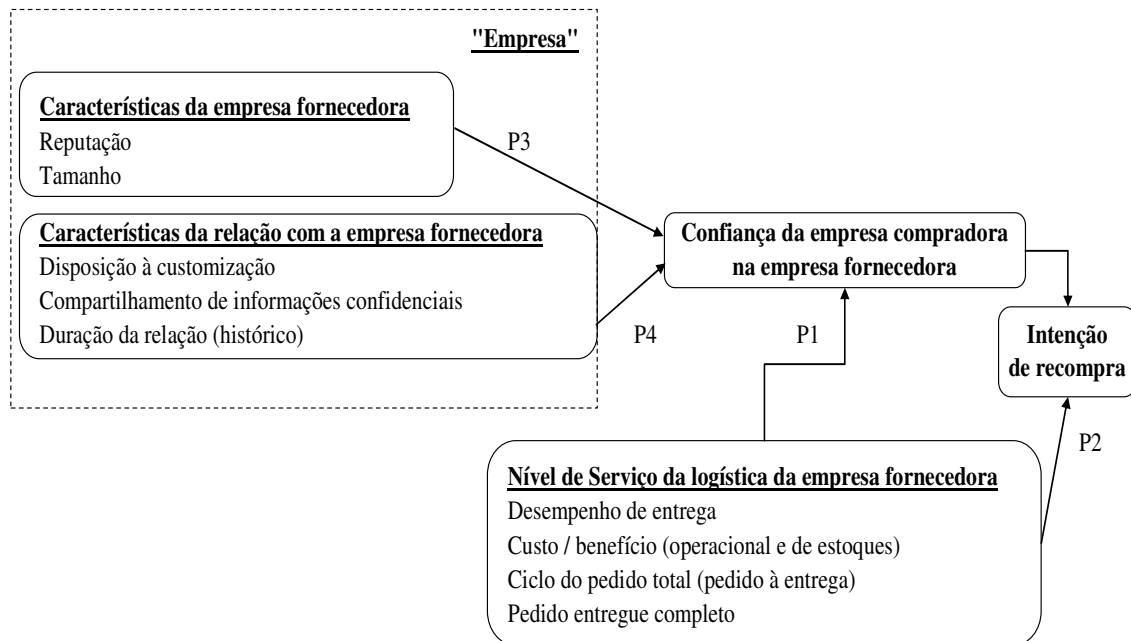 "Empresa"
Características da empresa fornecedora
Reputação
Tamanho
P3
Características da relação com a empresa fornecedora
Disposição à customização
Compartilhamento de informações confidenciais
Duração da relação (histórico)
P4
Confiança da empresa compradora
na empresa fornecedora
P1
Intenção
de recompra
P2
Nível de Serviço da logística da empresa fornecedora
Desempenho de entrega
Custo / benefício (operacional e de estoques)
Ciclo do pedido total (pedido à entrega)
Pedido entregue completo